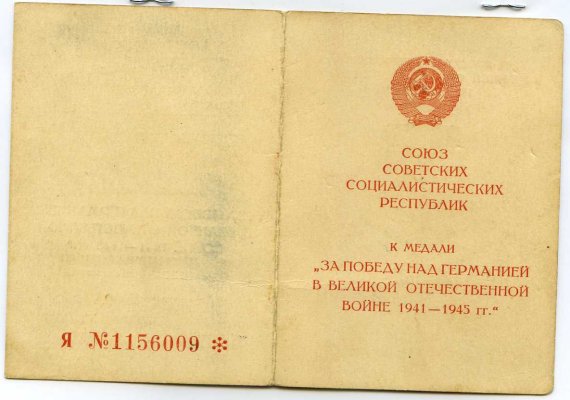 Я №1156009 *
СОЮЗ
СОВЕТСКИХ
СОЦИАЛИСТИЧЕСКИХ
РЕСПУБЛИК
К МЕДАЛИ
„ЗА ПОБЕДУ НАД ГЕРМАНИЕЙ
В ВЕЛИКОЙ ОТЕЧЕСТВЕННОЙ
ВОЙНЕ 1941—1945 гг.“